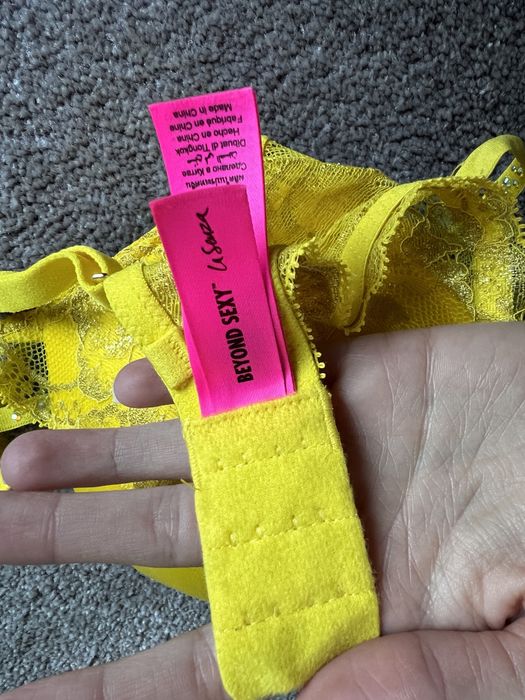 Made in China
Fabriqué en Chine
Hecho en China
Dibuat di Tiongkok
Сделано в Китае
BEYOND SEXY™ La Senza